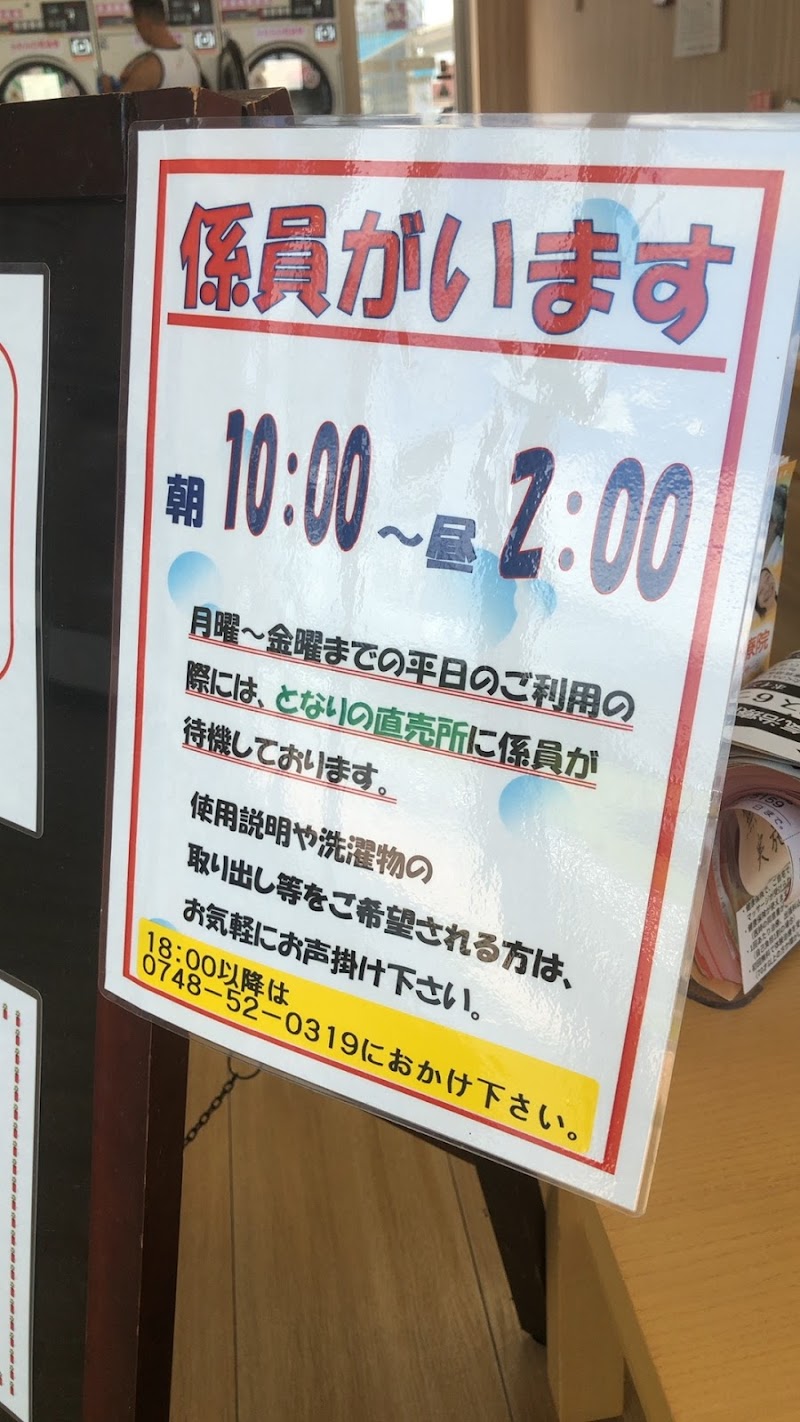 係員がいます
朝 10:00 ～昼 2:00
月曜～金曜までの平日のご利用の
際には、となりの直売所に係員が
待機しております。
使用説明や洗濯物の
取り出し等をご希望される方は、
お気軽にお声掛け下さい。
18:00以降は
0748－52－0319におかけ下さい。